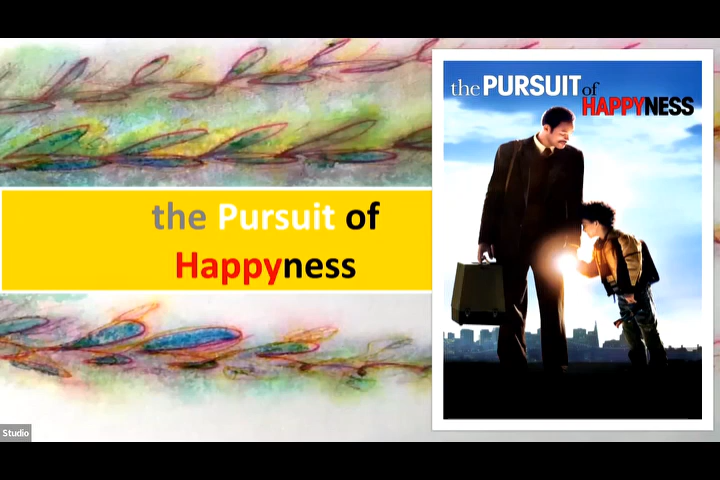 the Pursuit of
Happyness
the PURSUIT of
HAPPYNESS
Studio